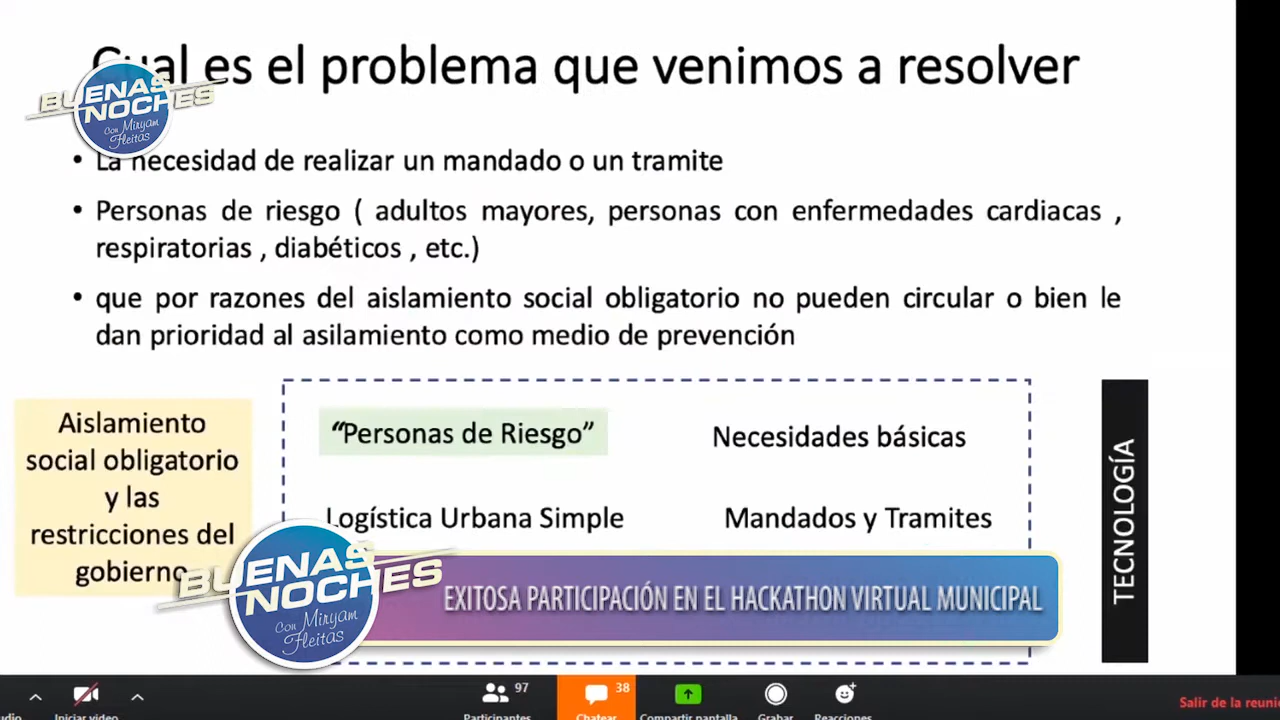 Cual es el problema que venimos a resolver
BUENAS
NOCHES
Con Miryam
Fleitas
• La necesidad de realizar un mandado o un tramite
• Personas de riesgo ( adultos mayores, personas con enfermedades cardiacas ,
respiratorias , diabéticos , etc.)
• que por razones del aislamiento social obligatorio no pueden circular o bien le
dan prioridad al asilamiento como medio de prevención
Aislamiento
social obligatorio
y las
restricciones del
gobierno
“Personas de Riesgo”
Necesidades básicas
Logística Urbana Simple
Mandados y Tramites
TECNOLOGÍA
BUENAS
NOCHES
Con Miryam
Fleitas
EXITOSA PARTICIPACIÓN EN EL HACKATHON VIRTUAL MUNICIPAL
Iniciar video
97
Participantes
38
Chatear
Compartir pantalla
Grabar
Reacciones
Salir de la